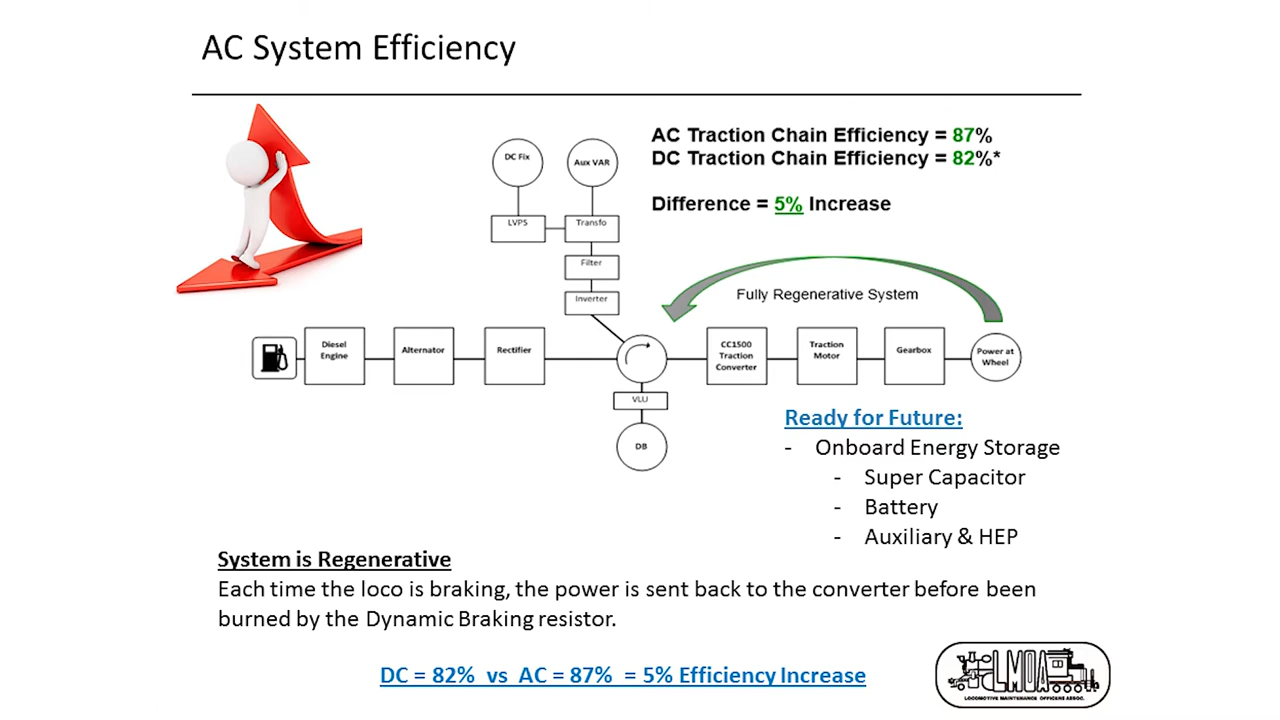 AC System Efficiency
AC Traction Chain Efficiency = 87%
DC Traction Chain Efficiency = 82%*
Difference = 5% Increase
DC Fix
Aux VAR
LVPS
Transfo
Filter
Inverter
Fully Regenerative System
Diesel
Engine
Alternator
Rectifier
CC1500
Traction
Converter
Traction
Motor
Gearbox
Power at
Wheel
VLU
DB
Ready for Future:
- Onboard Energy Storage
- Super Capacitor
- Battery
- Auxiliary & HEP
System is Regenerative
Each time the loco is braking, the power is sent back to the converter before been
burned by the Dynamic Braking resistor.
DC = 82% vs AC = 87% = 5% Efficiency Increase
LMOA
LOCOMOTIVE MAINTENANCE OFFICERS ASSOC.